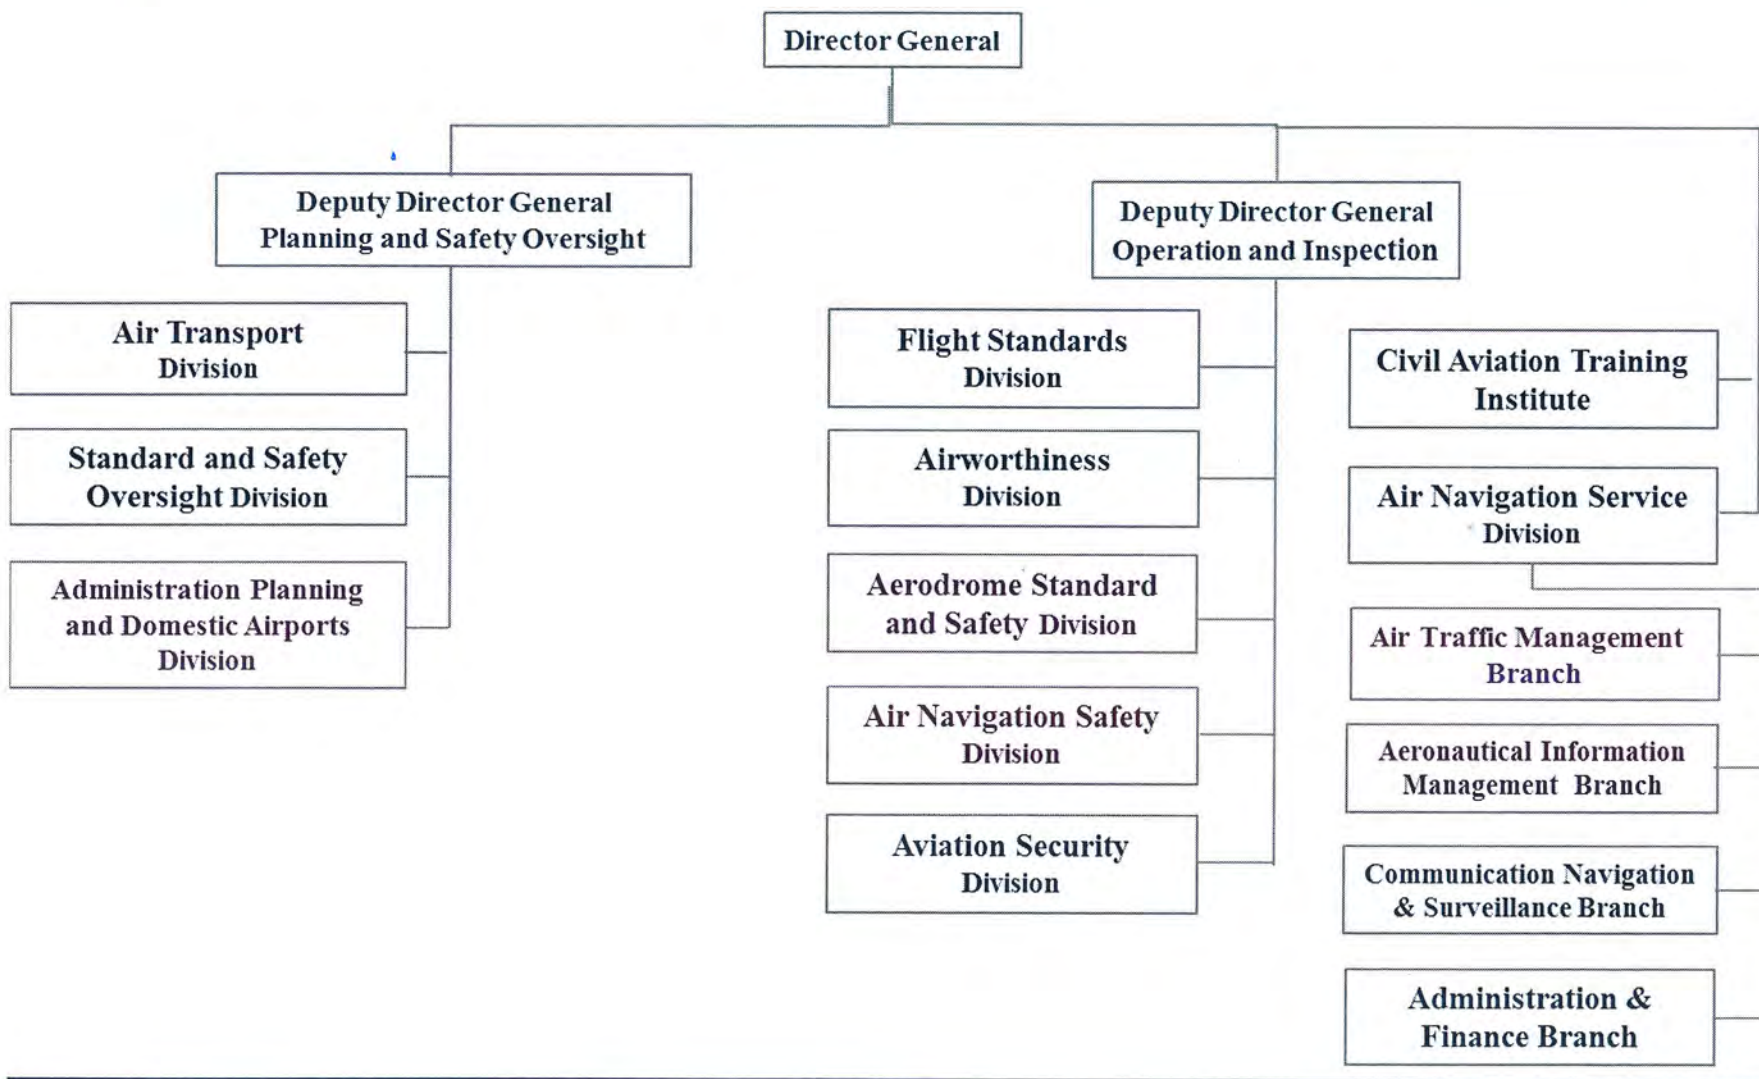 Director General
Deputy Director General
Planning and Safety Oversight
Air Transport
Division
Standard and Safety
Oversight Division
Administration Planning
and Domestic Airports
Division
Deputy Director General
Operation and Inspection
Flight Standards
Division
Airworthiness
Division
Aerodrome Standard
and Safety Division
Air Navigation Safety
Division
Aviation Security
Division
Civil Aviation Training
Institute
Air Navigation Service
Division
Air Traffic Management
Branch
Aeronautical Information
Management Branch
Communication Navigation
& Surveillance Branch
Administration &
Finance Branch